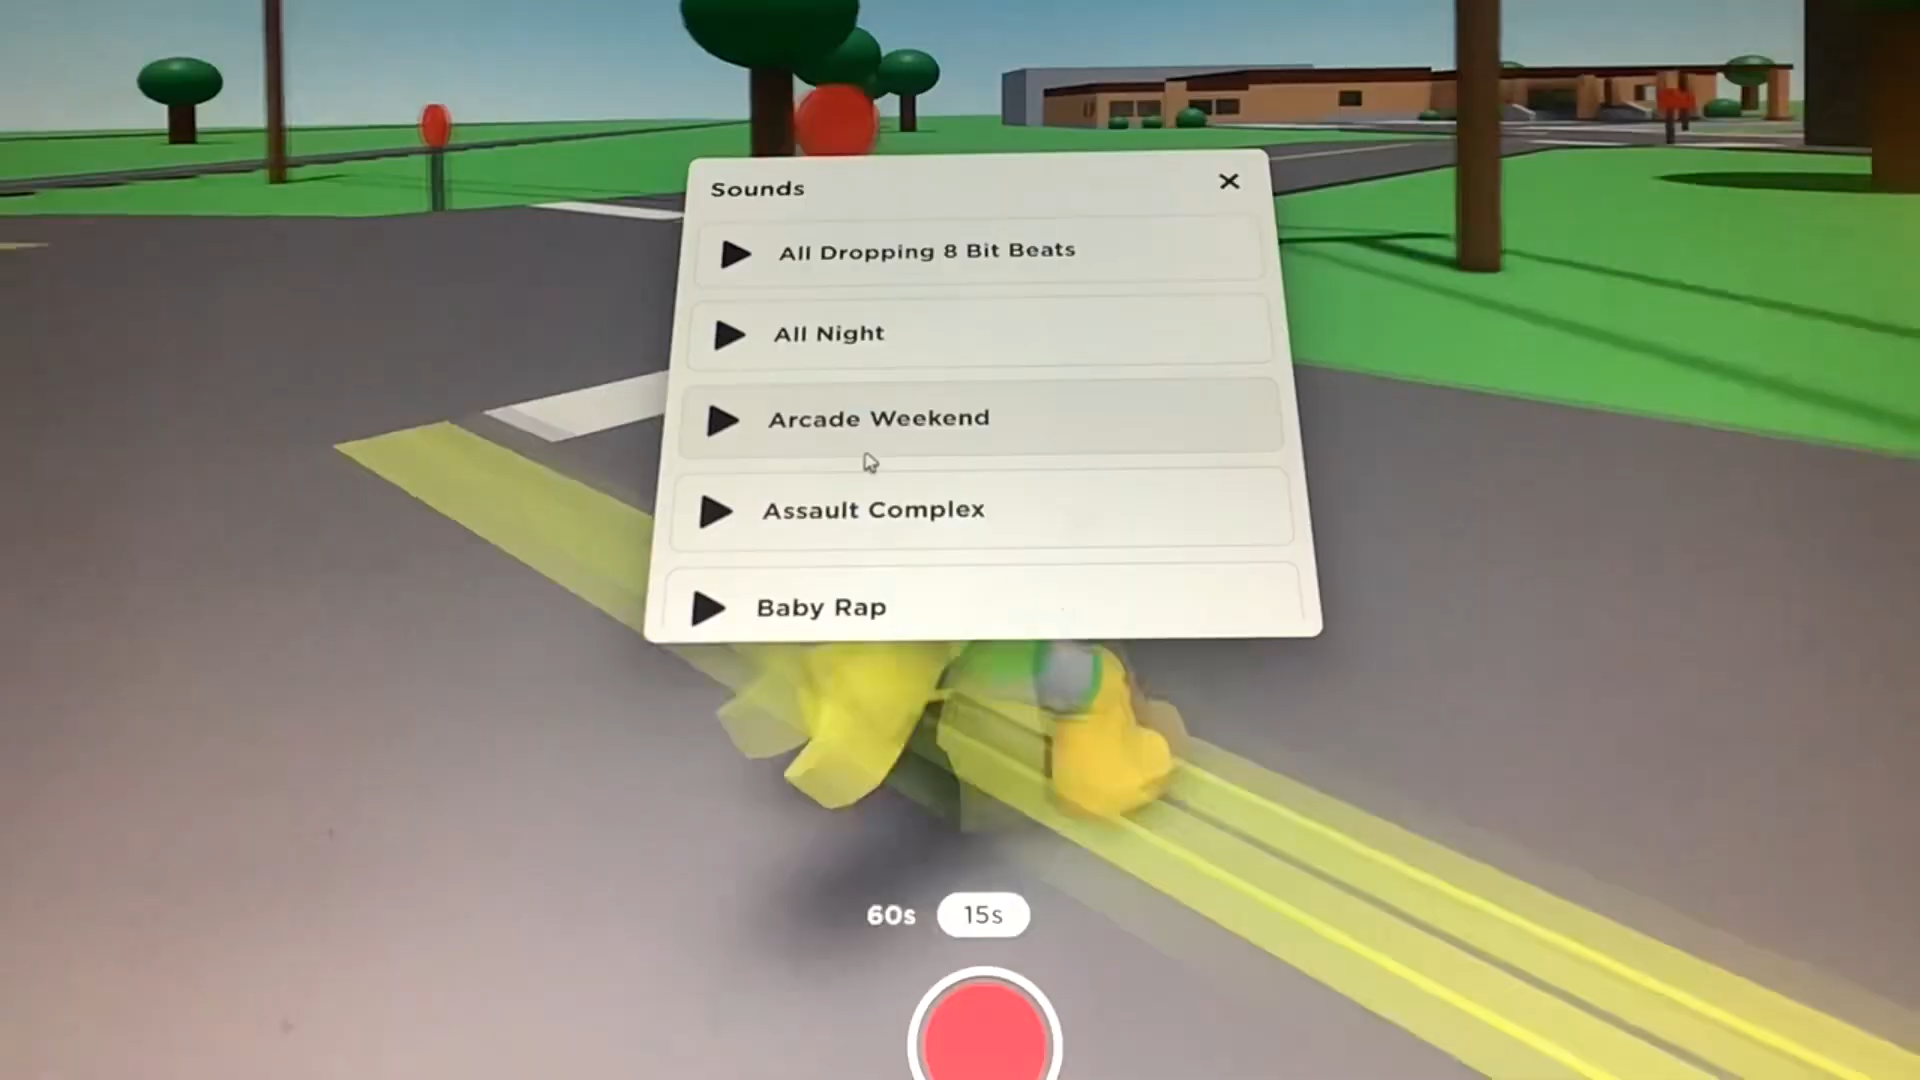 Sounds
All Dropping 8 Bit Beats
All Night
Arcade Weekend
Assault Complex
Baby Rap
60s 15s